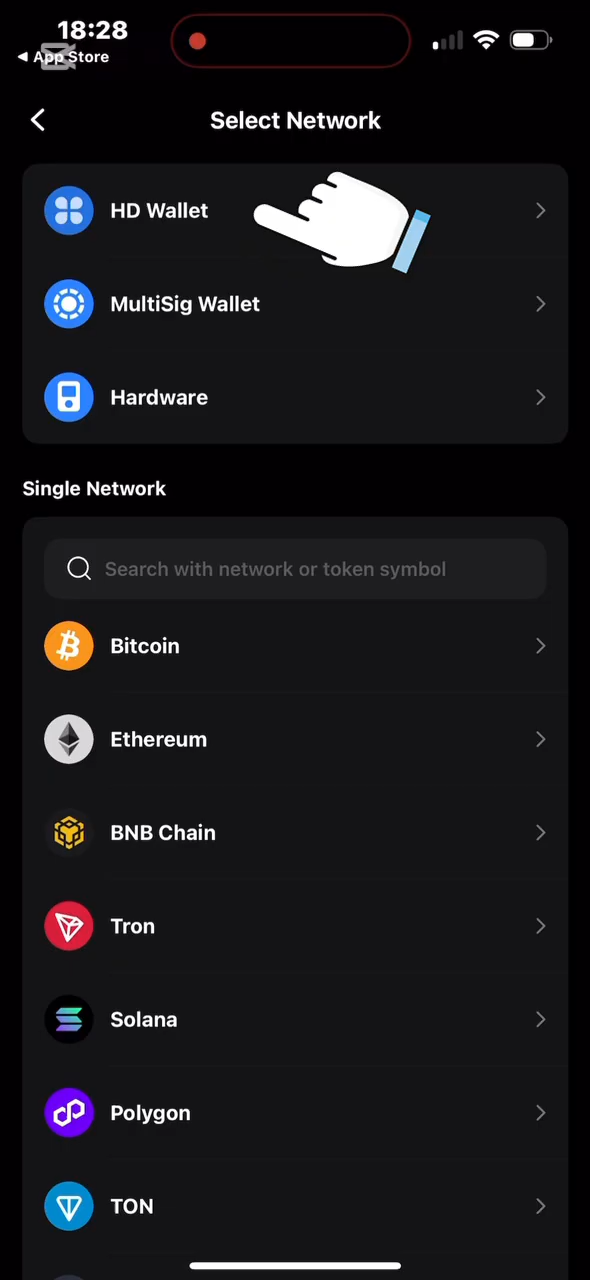 18:28
App Store
Select Network
HD Wallet
MultiSig Wallet
Hardware
Single Network
Search with network or token symbol
Bitcoin
Ethereum
BNB Chain
Tron
Solana
Polygon
TON